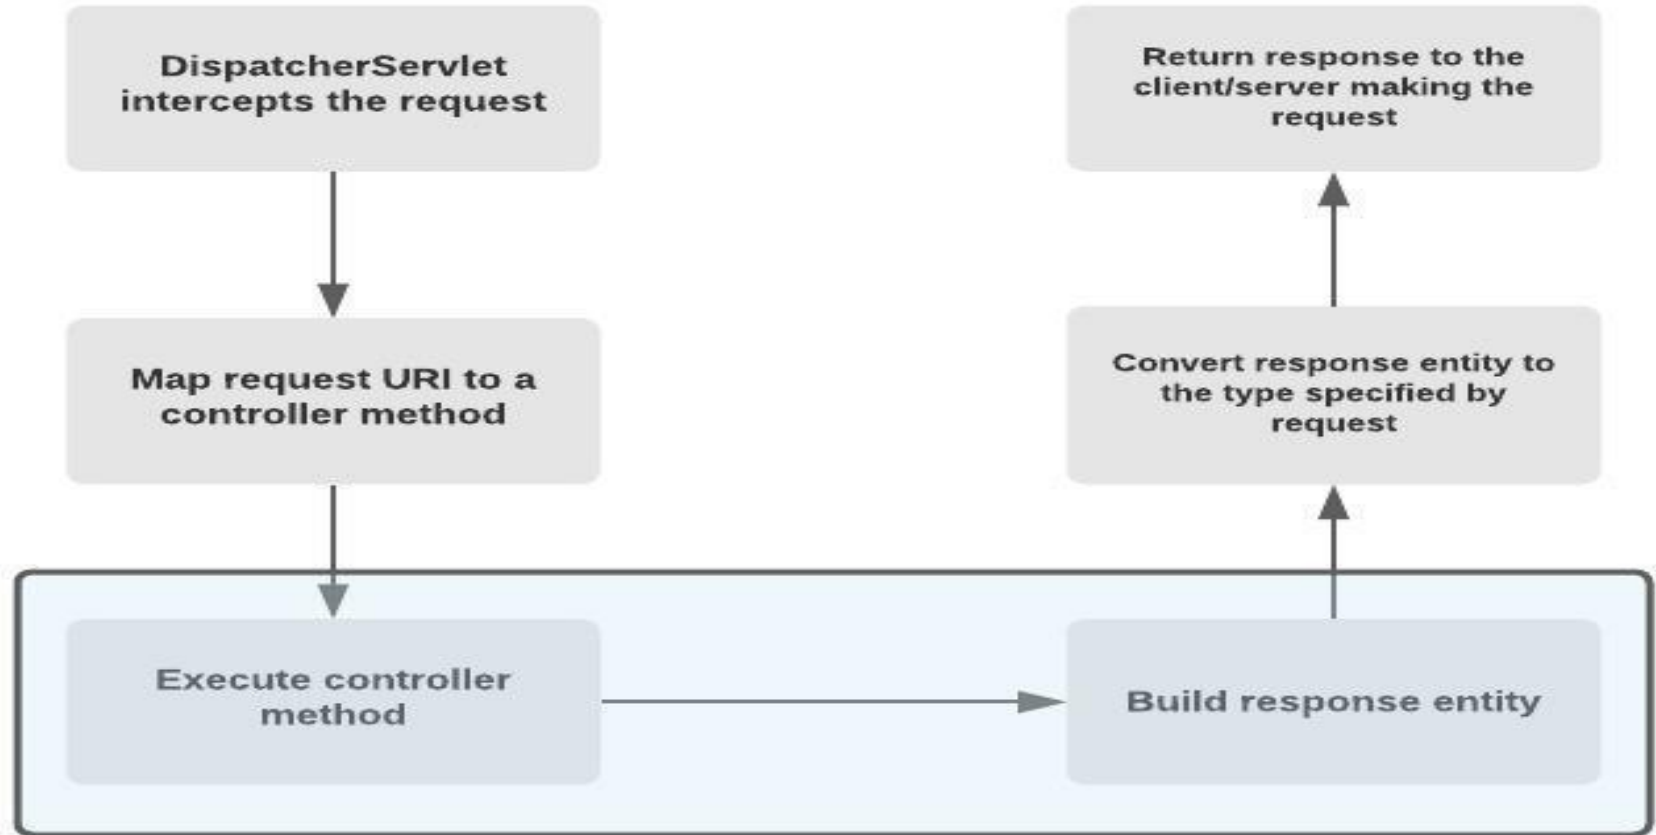 DispatcherServlet
intercepts the request
Map request URI to a
controller method
Execute controller
method
Build response entity
Convert response entity to
the type specified by
request
Return response to the
client/server making the
request